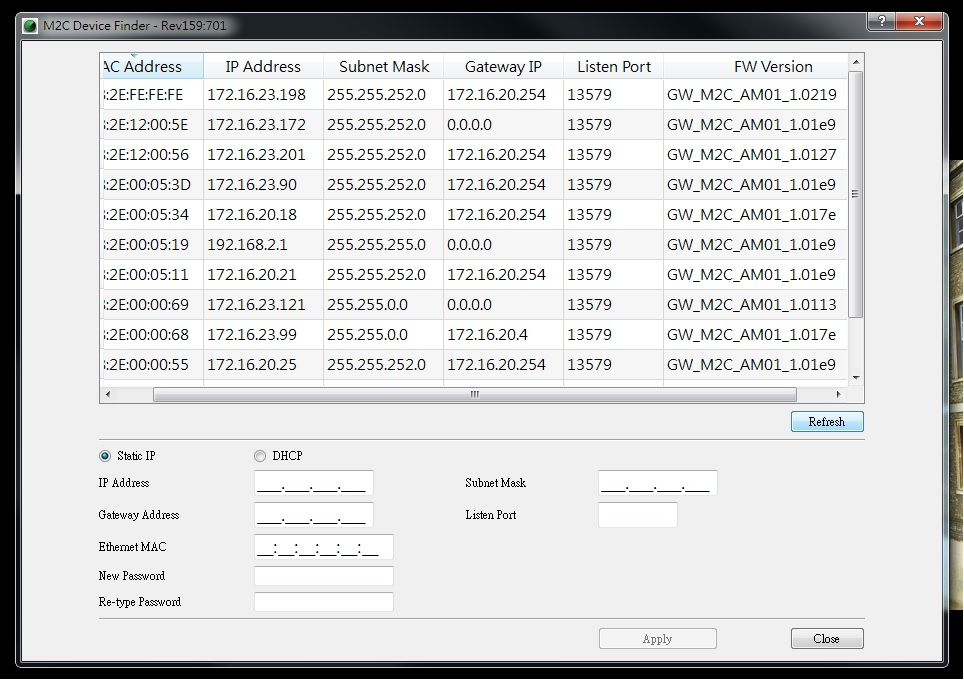 M2C Device Finder - Rev159:701
AC Address IP Address Subnet Mask Gateway IP Listen Port FW Version
:2E:FE:FE:FE 172.16.23.198 255.255.252.0 172.16.20.254 13579 GW_M2C_AM01_1.0219
:2E:12:00:5E 172.16.23.172 255.255.252.0 0.0.0.0 13579 GW_M2C_AM01_1.01e9
:2E:12:00:56 172.16.23.201 255.255.252.0 172.16.20.254 13579 GW_M2C_AM01_1.0127
:2E:00:05:3D 172.16.23.90 255.255.252.0 172.16.20.254 13579 GW_M2C_AM01_1.01e9
:2E:00:05:34 172.16.20.18 255.255.252.0 172.16.20.254 13579 GW_M2C_AM01_1.017e
:2E:00:05:19 192.168.2.1 255.255.255.0 0.0.0.0 13579 GW_M2C_AM01_1.01e9
:2E:00:05:11 172.16.20.21 255.255.252.0 172.16.20.254 13579 GW_M2C_AM01_1.01e9
:2E:00:00:69 172.16.23.121 255.255.0.0 0.0.0.0 13579 GW_M2C_AM01_1.0113
:2E:00:00:68 172.16.23.99 255.255.0.0 172.16.20.4 13579 GW_M2C_AM01_1.017e
:2E:00:00:55 172.16.20.25 255.255.252.0 172.16.20.254 13579 GW_M2C_AM01_1.01e9
Refresh
Static IP DHCP
IP Address ___.___.___.___ Subnet Mask ___.___.___.___
Gateway Address ___.___.___.___ Listen Port
Ethernet MAC __:__:__:__:__:__
New Password
Re-type Password
Apply Close